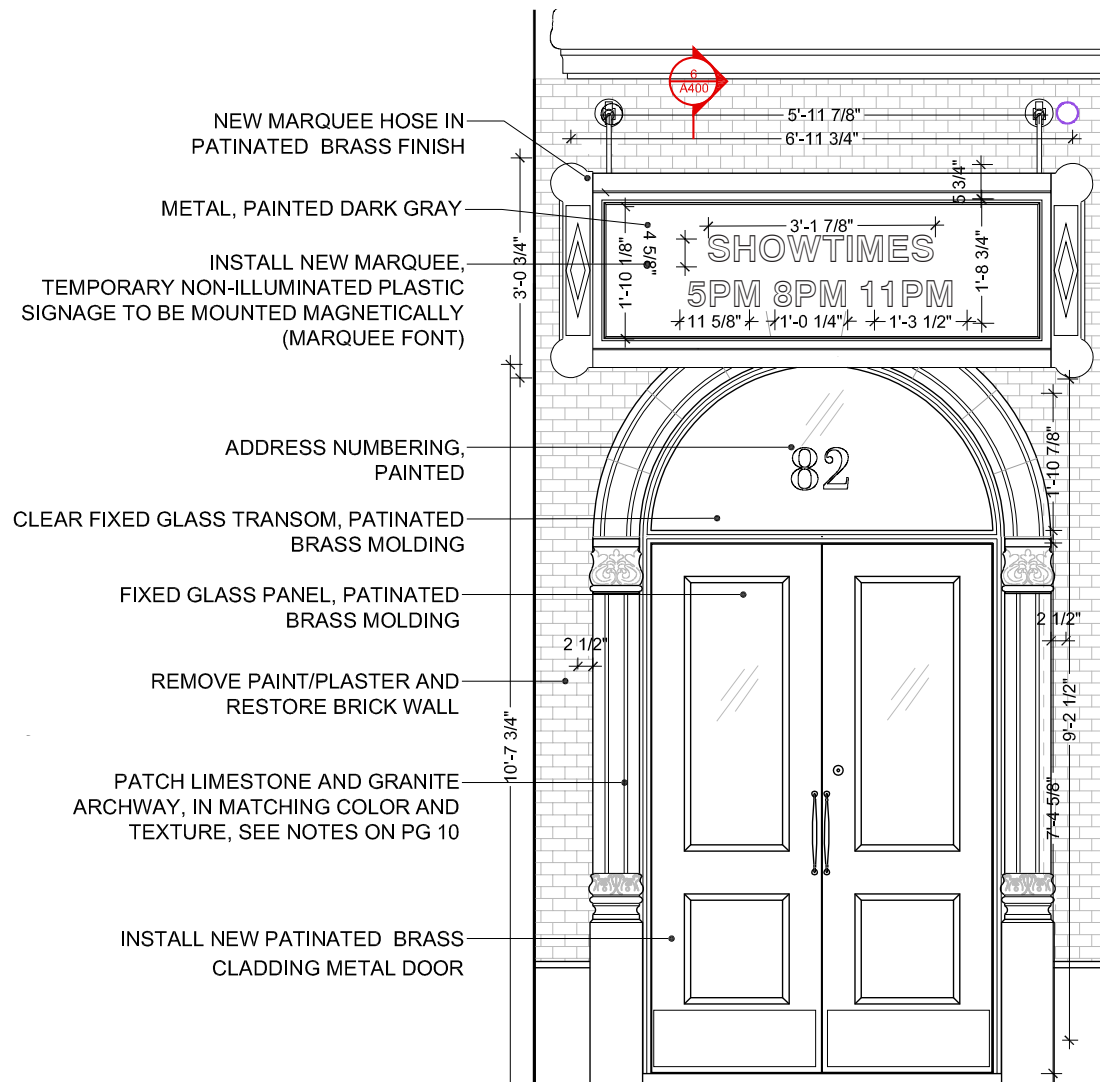 6
A400
5'-11 7/8"
6'-11 3/4"
NEW MARQUEE HOSE IN
PATINATED BRASS FINISH
5 3/4"
METAL, PAINTED DARK GRAY
3'-1 7/8"
4 5/8"
SHOWTIMES
1'-10 1/8"
1'-8 3/4"
3'-0 3/4"
INSTALL NEW MARQUEE,
TEMPORARY NON-ILLUMINATED PLASTIC
SIGNAGE TO BE MOUNTED MAGNETICALLY
(MARQUEE FONT)
5PM 8PM 11PM
11 5/8"
1'-0 1/4"
1'-3 1/2"
ADDRESS NUMBERING,
PAINTED
82
1'-10 7/8"
CLEAR FIXED GLASS TRANSOM, PATINATED
BRASS MOLDING
FIXED GLASS PANEL, PATINATED
BRASS MOLDING
2 1/2"
2 1/2"
REMOVE PAINT/PLASTER AND
RESTORE BRICK WALL
9'-2 1/2"
10'-7 3/4"
PATCH LIMESTONE AND GRANITE
ARCHWAY, IN MATCHING COLOR AND
TEXTURE, SEE NOTES ON PG 10
7'-4 5/8"
INSTALL NEW PATINATED BRASS
CLADDING METAL DOOR